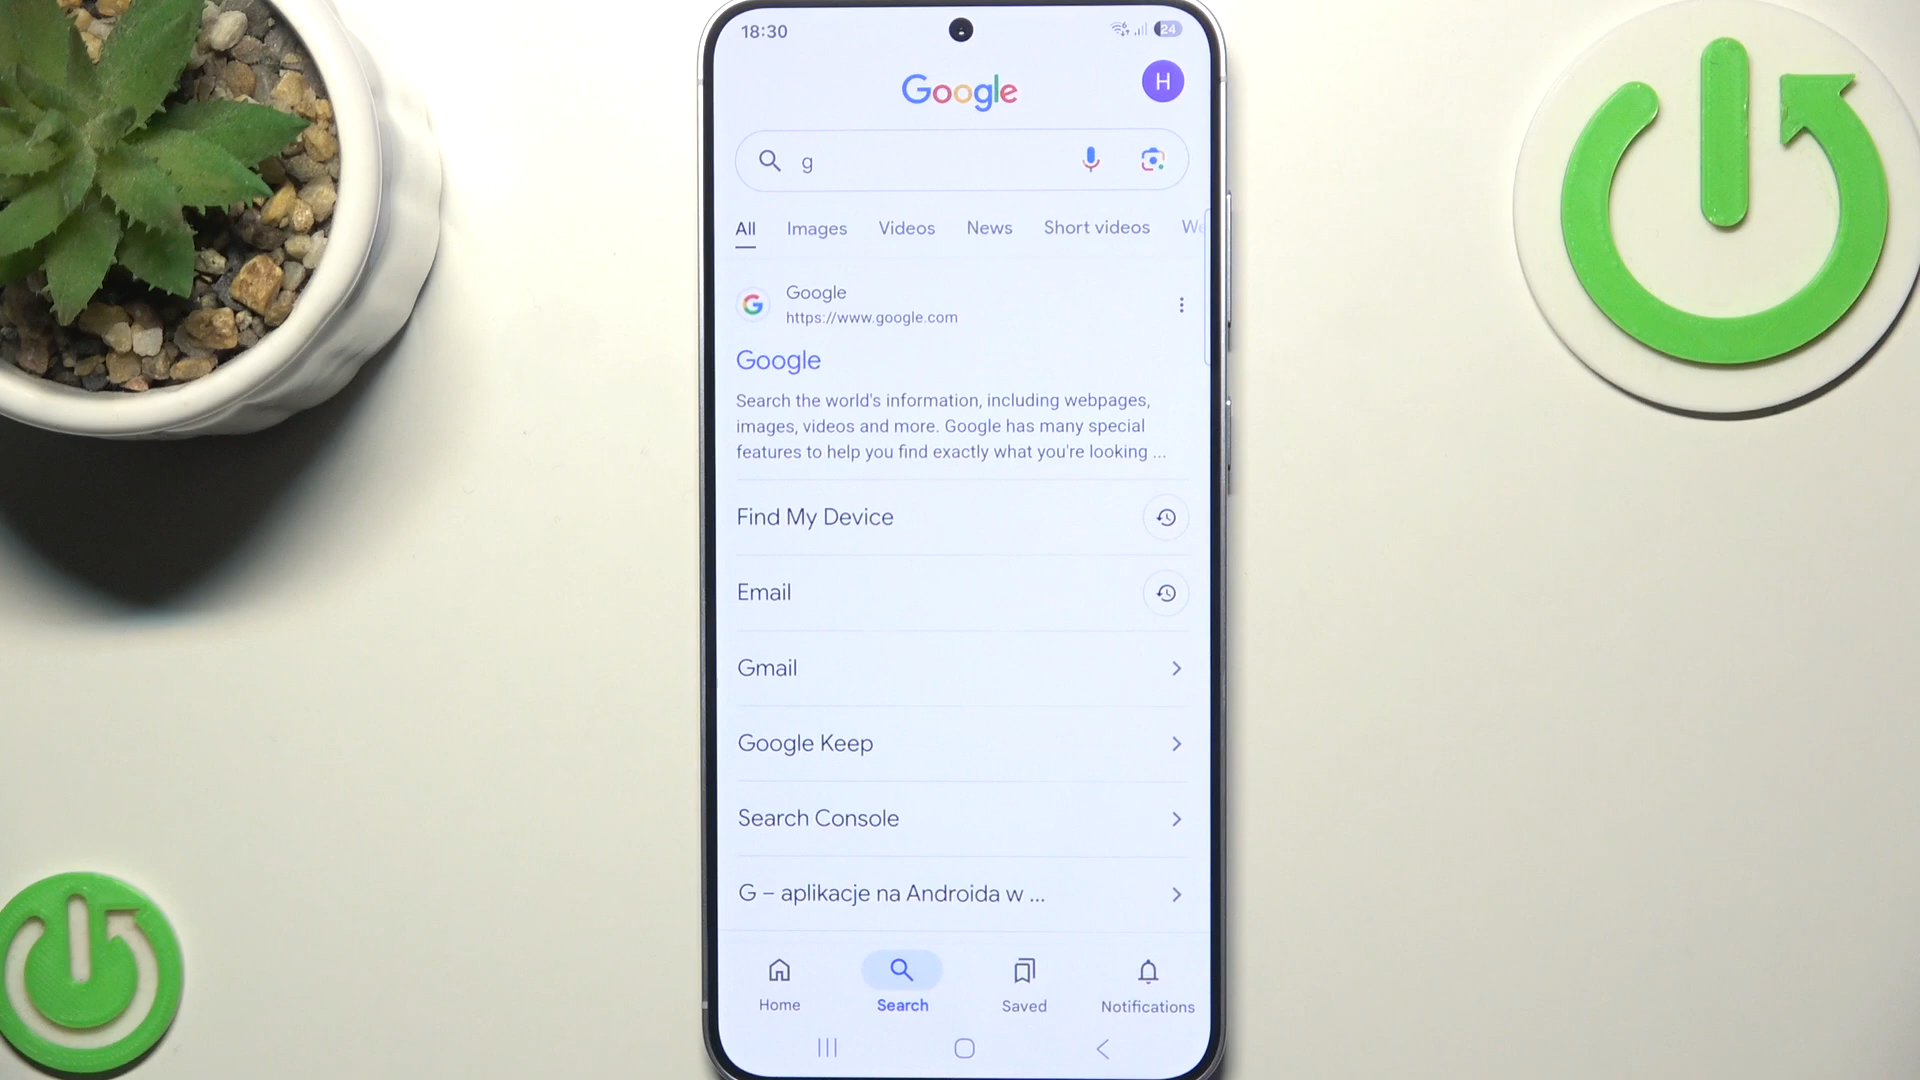 18:30
24
Google
H
g
All Images Videos News Short videos We
Google
https://www.google.com
Google
Search the world's information, including webpages,
images, videos and more. Google has many special
features to help you find exactly what you're looking ...
Find My Device
Email
Gmail
Google Keep
Search Console
G – aplikacje na Androida w ...
Home Search Saved Notifications